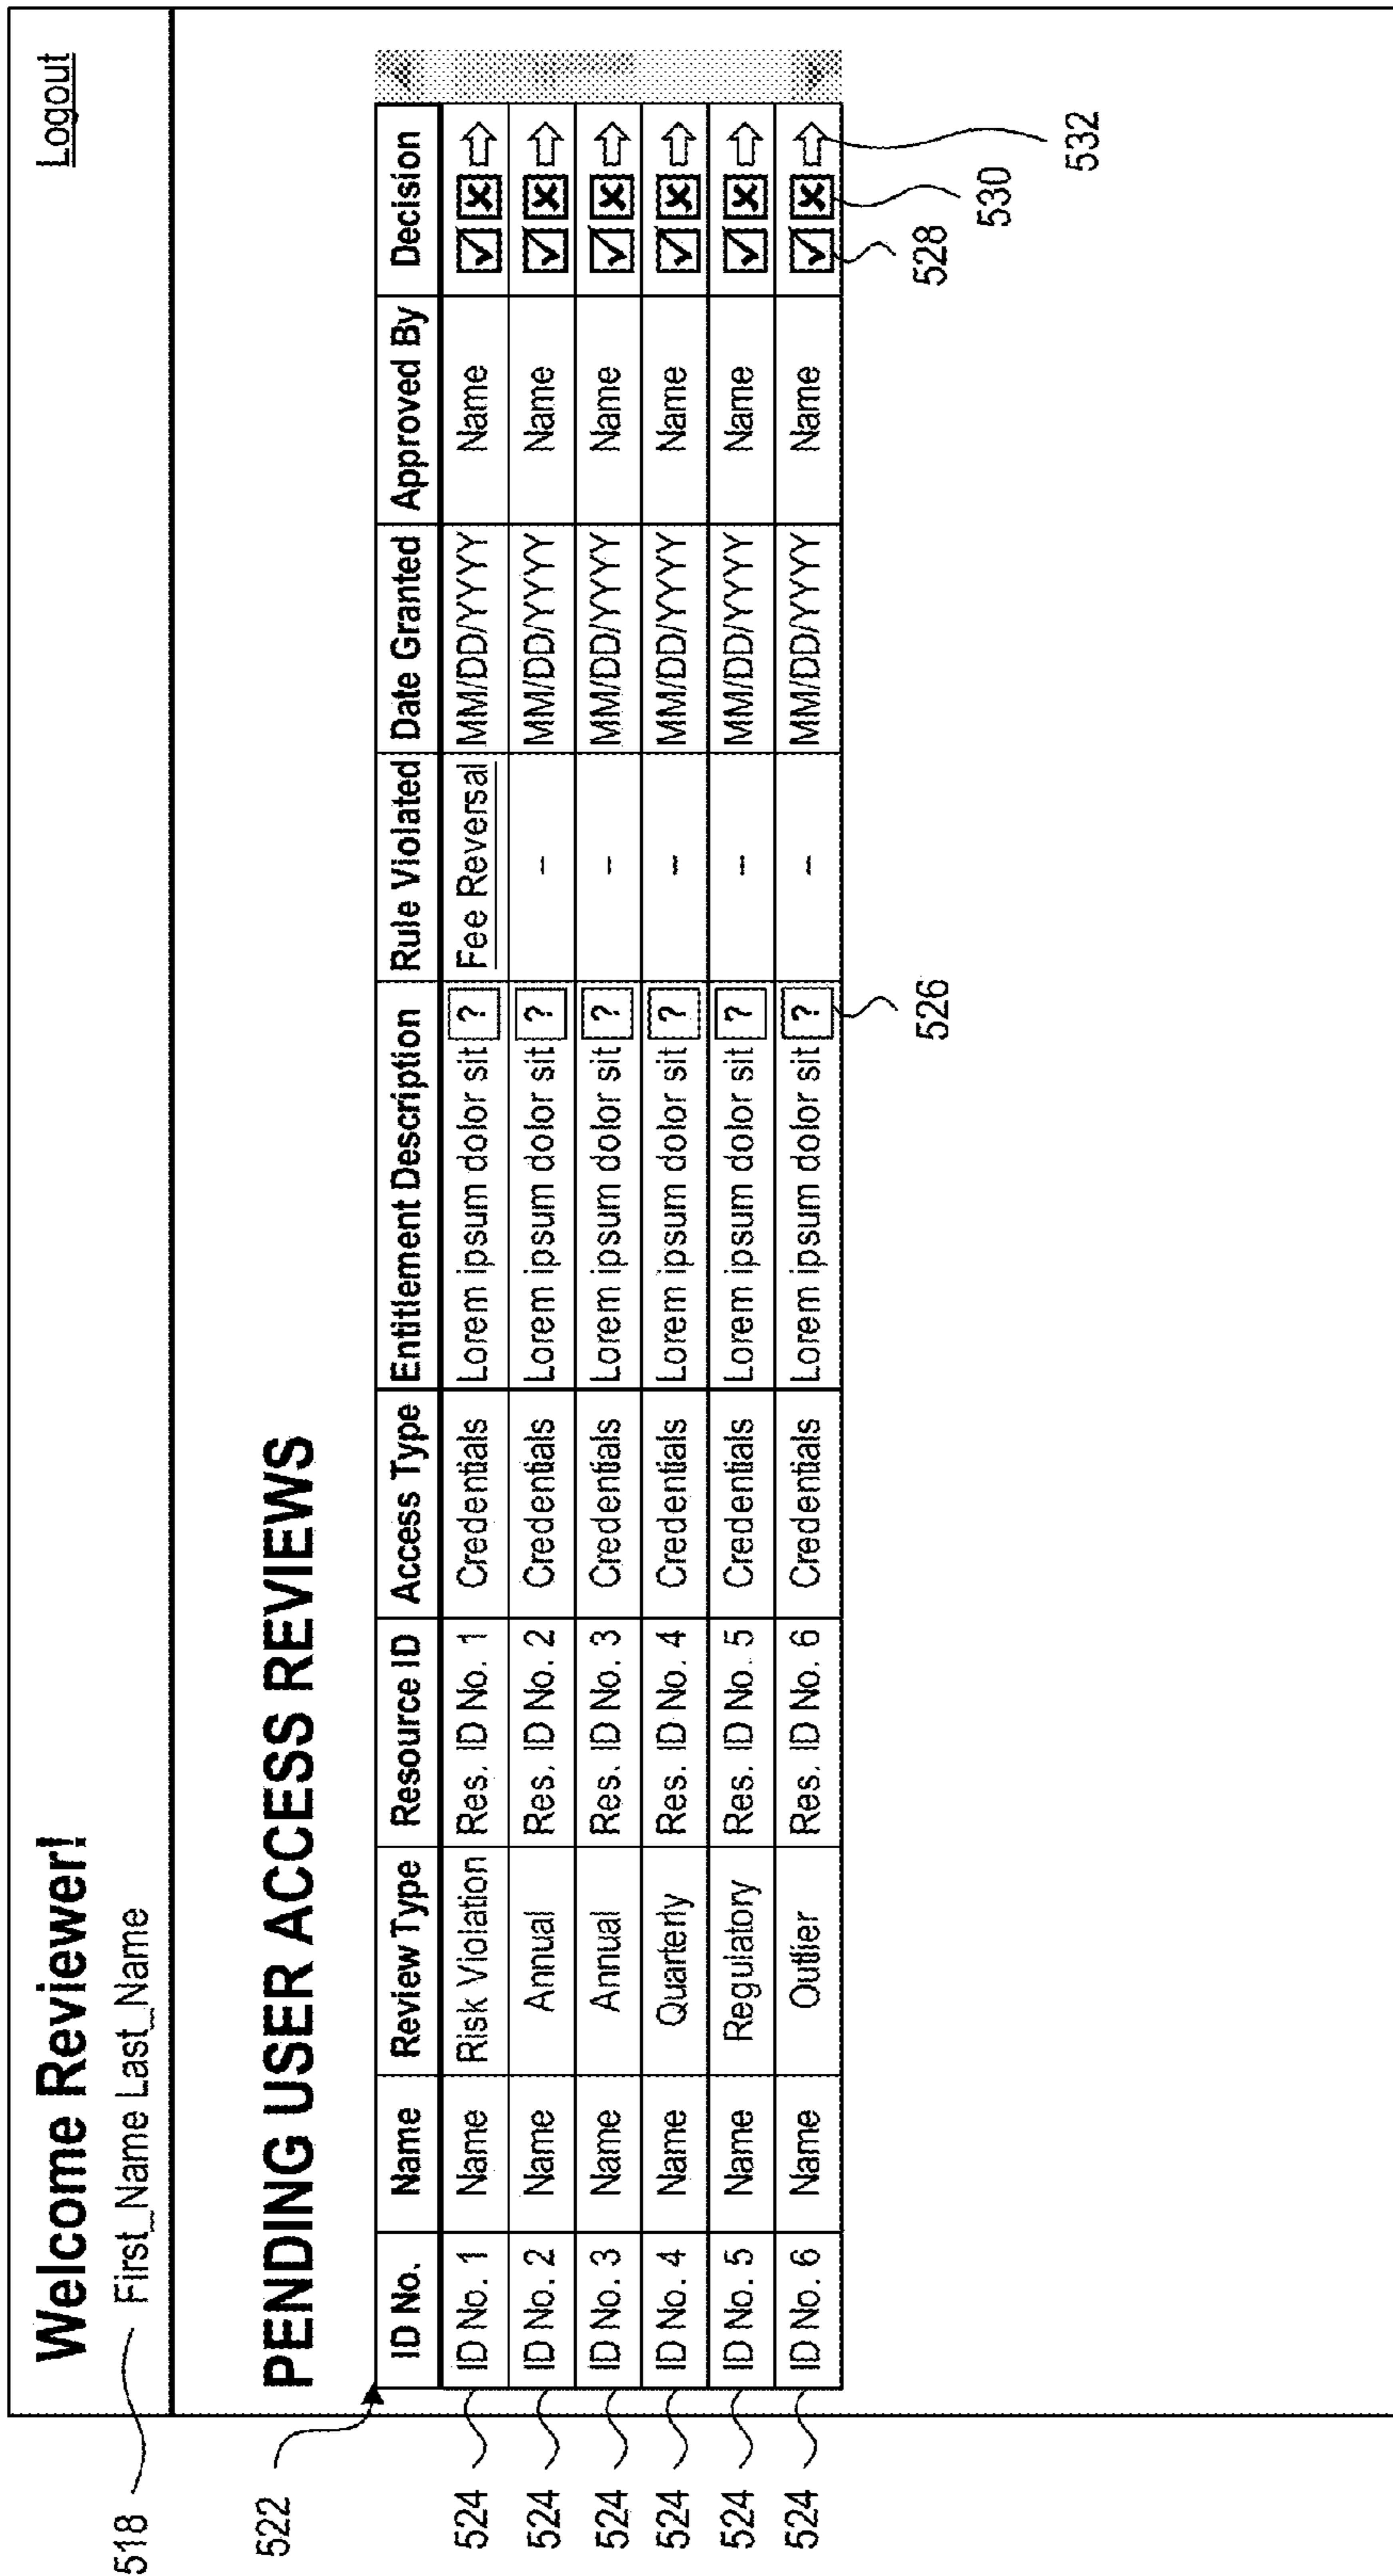 Welcome Reviewer!
Logout
518 First_Name Last_Name
PENDING USER ACCESS REVIEWS
522
ID No. Name Review Type Resource ID Access Type Entitlement Description Rule Violated Date Granted Approved By Decision
524 ID No. 1 Name Risk Violation Res. ID No. 1 Credentials Lorem ipsum dolor sit ? Fee Reversal MM/DD/YYYY Name
524 ID No. 2 Name Annual Res. ID No. 2 Credentials Lorem ipsum dolor sit ? -- MM/DD/YYYY Name
524 ID No. 3 Name Annual Res. ID No. 3 Credentials Lorem ipsum dolor sit ? -- MM/DD/YYYY Name
524 ID No. 4 Name Quarterly Res. ID No. 4 Credentials Lorem ipsum dolor sit ? -- MM/DD/YYYY Name
524 ID No. 5 Name Regulatory Res. ID No. 5 Credentials Lorem ipsum dolor sit ? -- MM/DD/YYYY Name
524 ID No. 6 Name Outlier Res. ID No. 6 Credentials Lorem ipsum dolor sit ? -- MM/DD/YYYY Name
526 528 530 532